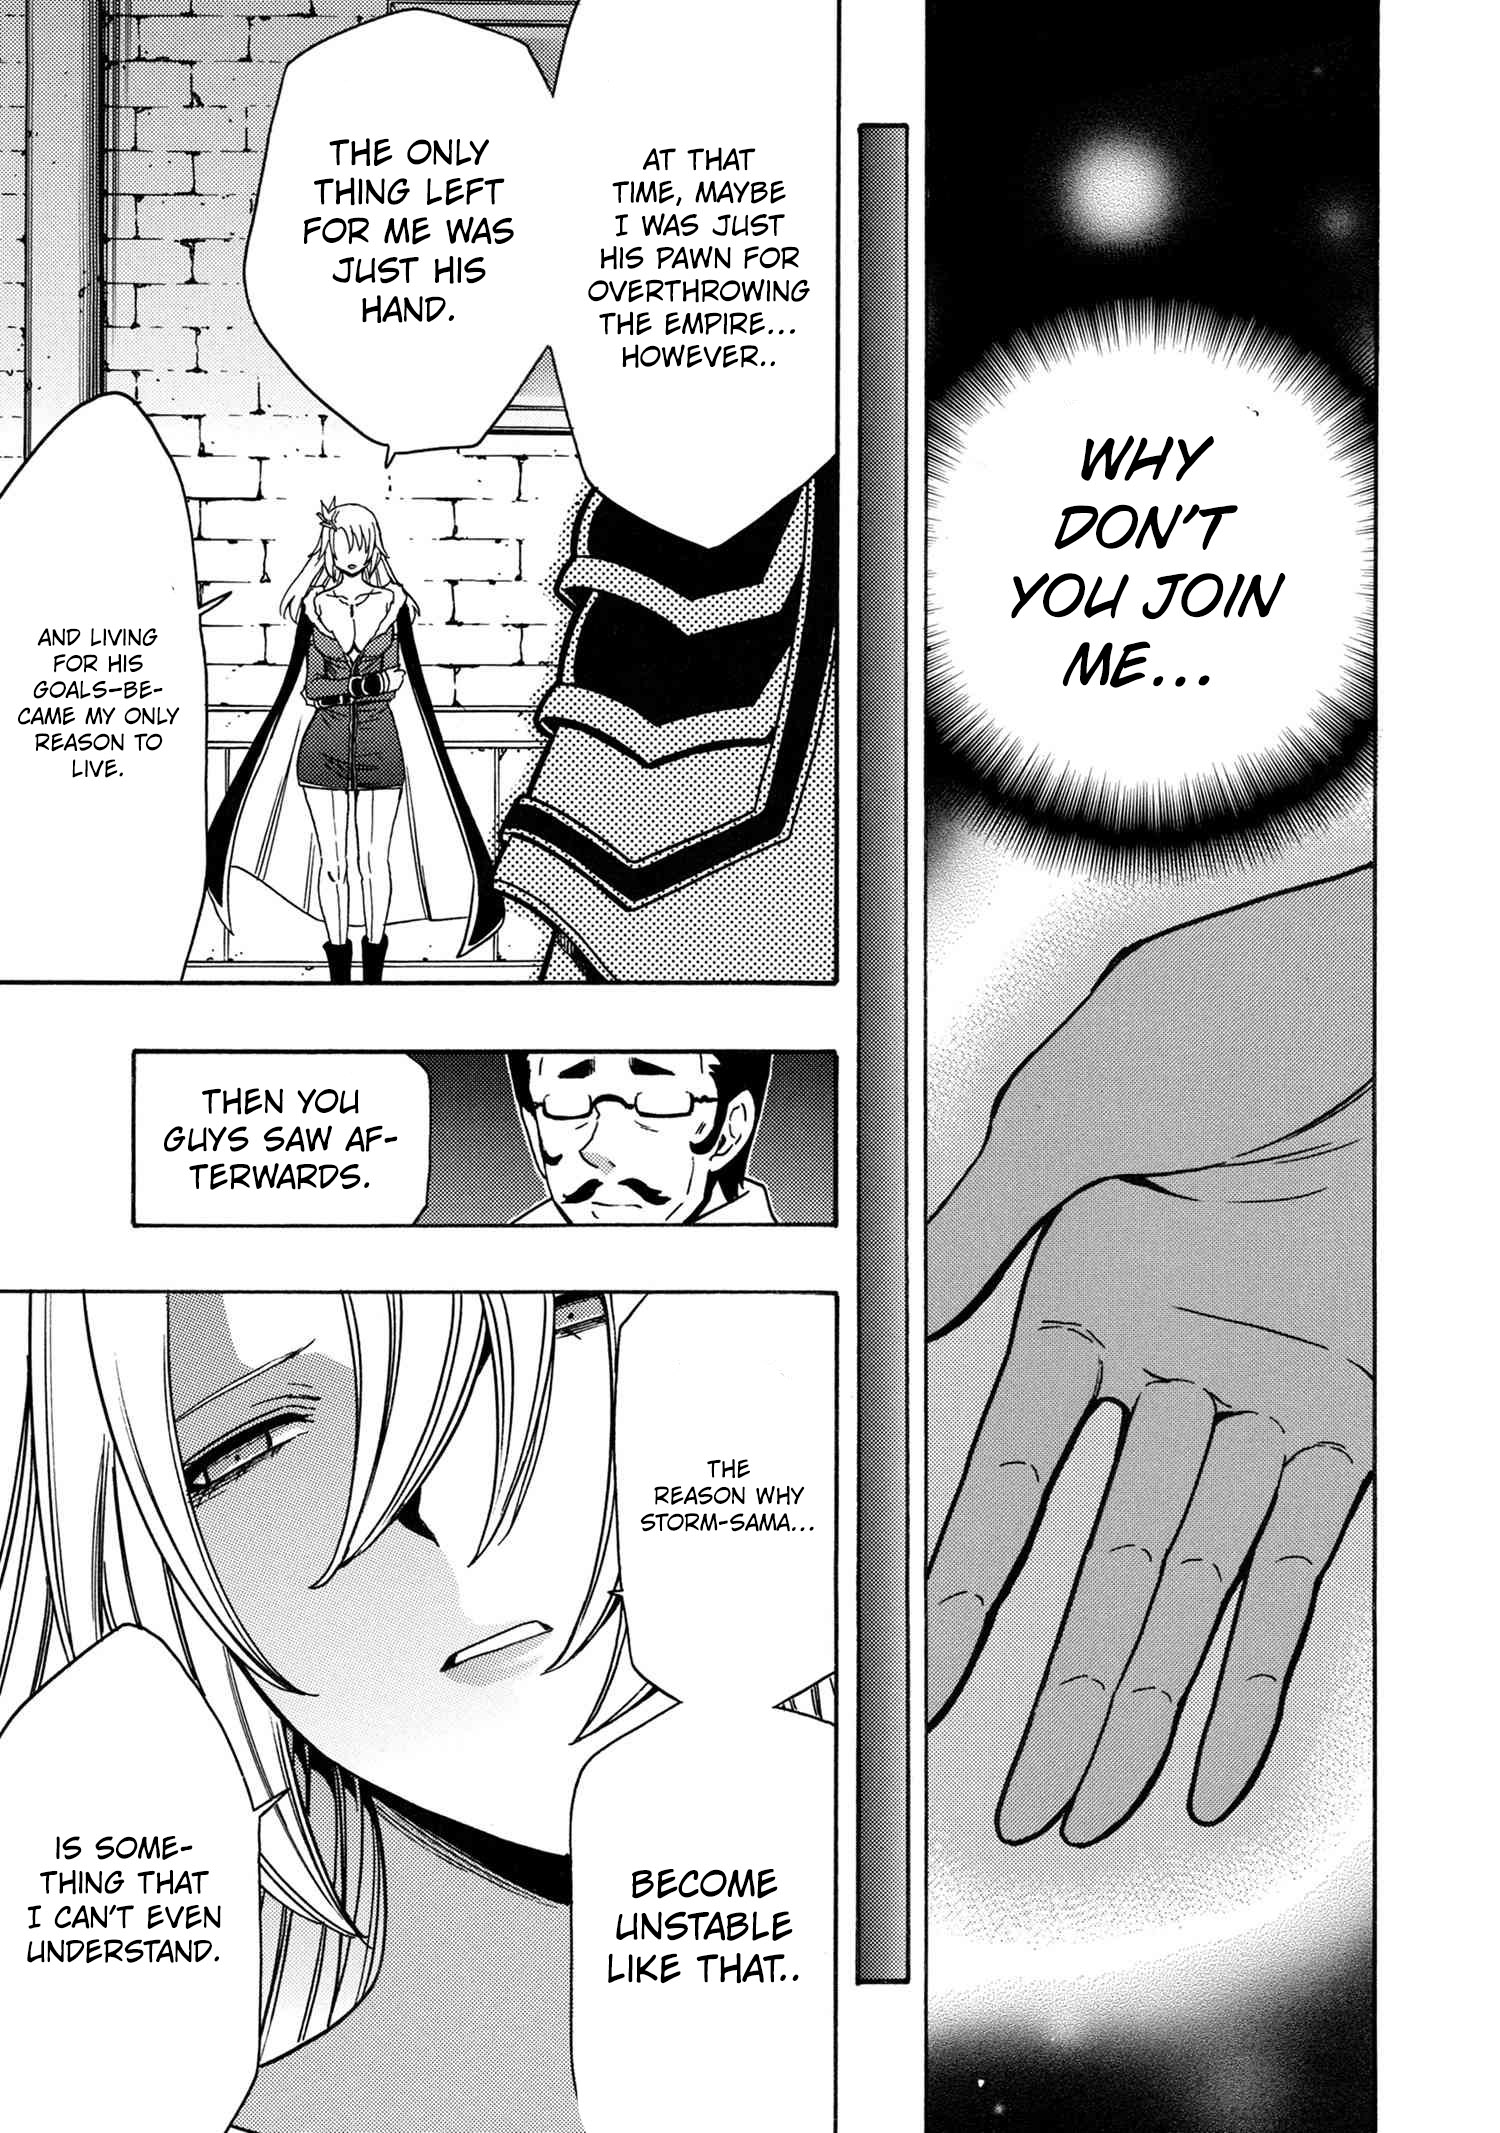 WHY
DON'T
YOU JOIN
ME...
AT THAT
TIME, MAYBE
I WAS JUST
HIS PAWN FOR
OVERTHROWING
THE EMPIRE...
HOWEVER..
THE ONLY
THING LEFT
FOR ME WAS
JUST HIS
HAND.
AND LIVING
FOR HIS
GOALS-BE-
CAME MY ONLY
REASON TO
LIVE.
THEN YOU
GUYS SAW AF-
TERWARDS.
THE
REASON WHY
STORM-SAMA...
BECOME
UNSTABLE
LIKE THAT..
IS SOME-
THING THAT
I CAN'T EVEN
UNDERSTAND.